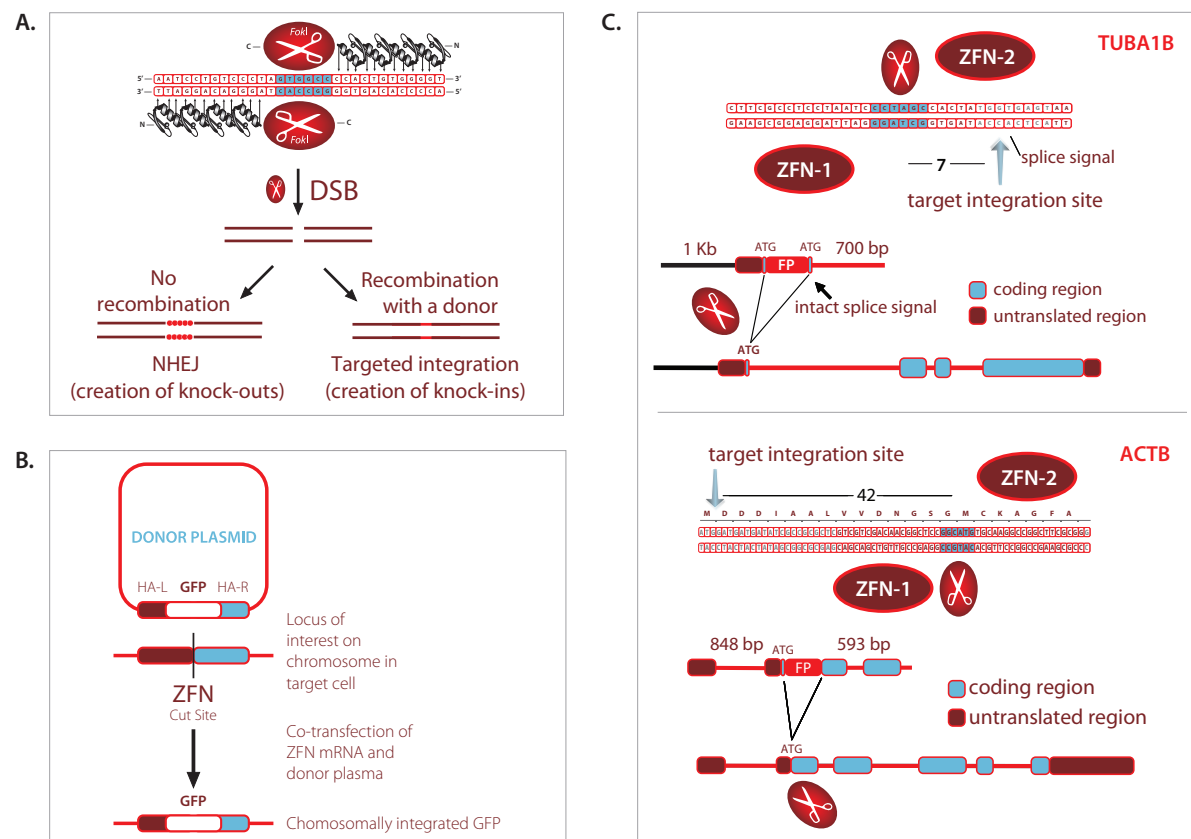 A.
FokI
C
N
5' A A T C C T G T C C C T A G T G G C C C C A C T G T G G G G T 3'
3' T T A G G A C A G G G A T C A C C G G G G T G A C A C C C C A 5'
N
FokI
C
DSB
No
recombination
Recombination
with a donor
NHEJ
(creation of knock-outs)
Targeted integration
(creation of knock-ins)
B.
DONOR PLASMID
HA-L GFP HA-R
Locus of
interest on
chromosome in
target cell
ZFN
Cut Site
Co-transfection of
ZFN mRNA and
donor plasma
GFP
Chomosomally integrated GFP
C.
TUBA1B
ZFN-2
C T T C G C C T C C T A A T C C C T A G C C A C T A T G G T G A G T A A
G A A G C G G A G G A T T A G G G A T C G G T G A T A C C A C T C A T T
ZFN-1
7
splice signal
target integration site
1 Kb
ATG
ATG
700 bp
FP
intact splice signal
coding region
untranslated region
ATG
ACTB
target integration site
ZFN-2
42
M D D D I A A L V V D N G S G M C K A G F A
ATGGATGATGATATCGCCGCGCTCGTCGTCGACAACGGCTCCGGCATGTGCAAGGCCGGCTTCGCGGG
TACCTACTACTATAGCGGCGCGAGCAGCAGCTGTTGCCGAGGCCGTACACGTTCCGGCCGAAGCGCCC
ZFN-1
848 bp
ATG
593 bp
FP
coding region
untranslated region
ATG